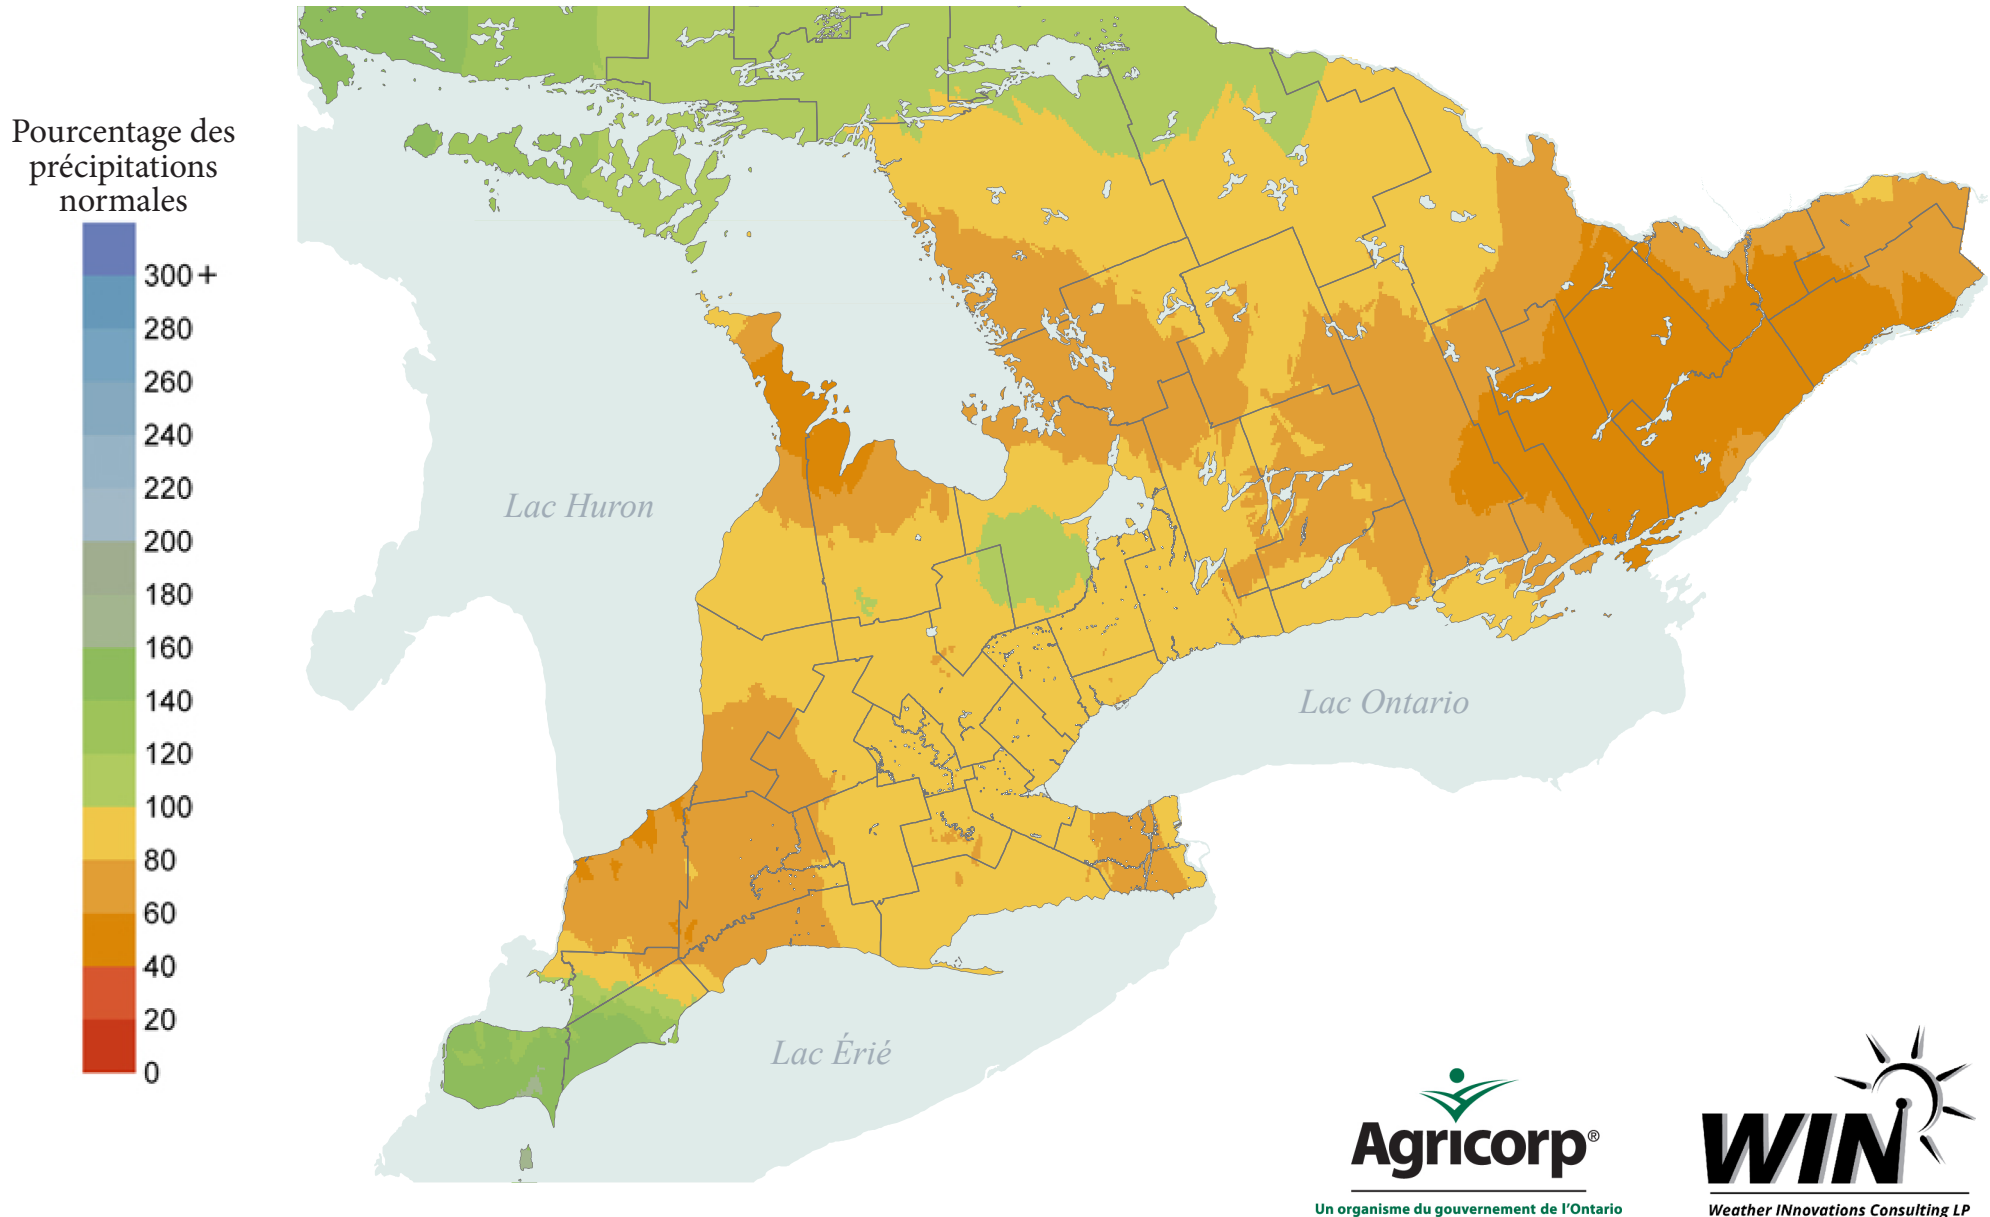 Pourcentage des
précipitations
normales
300+
280
260
240
220
200
180
160
140
120
100
80
60
40
20
0
Lac Huron
Lac Ontario
Lac Érié
Agricorp®
Un organisme du gouvernement de l'Ontario
WIN
Weather INnovations Consulting LP